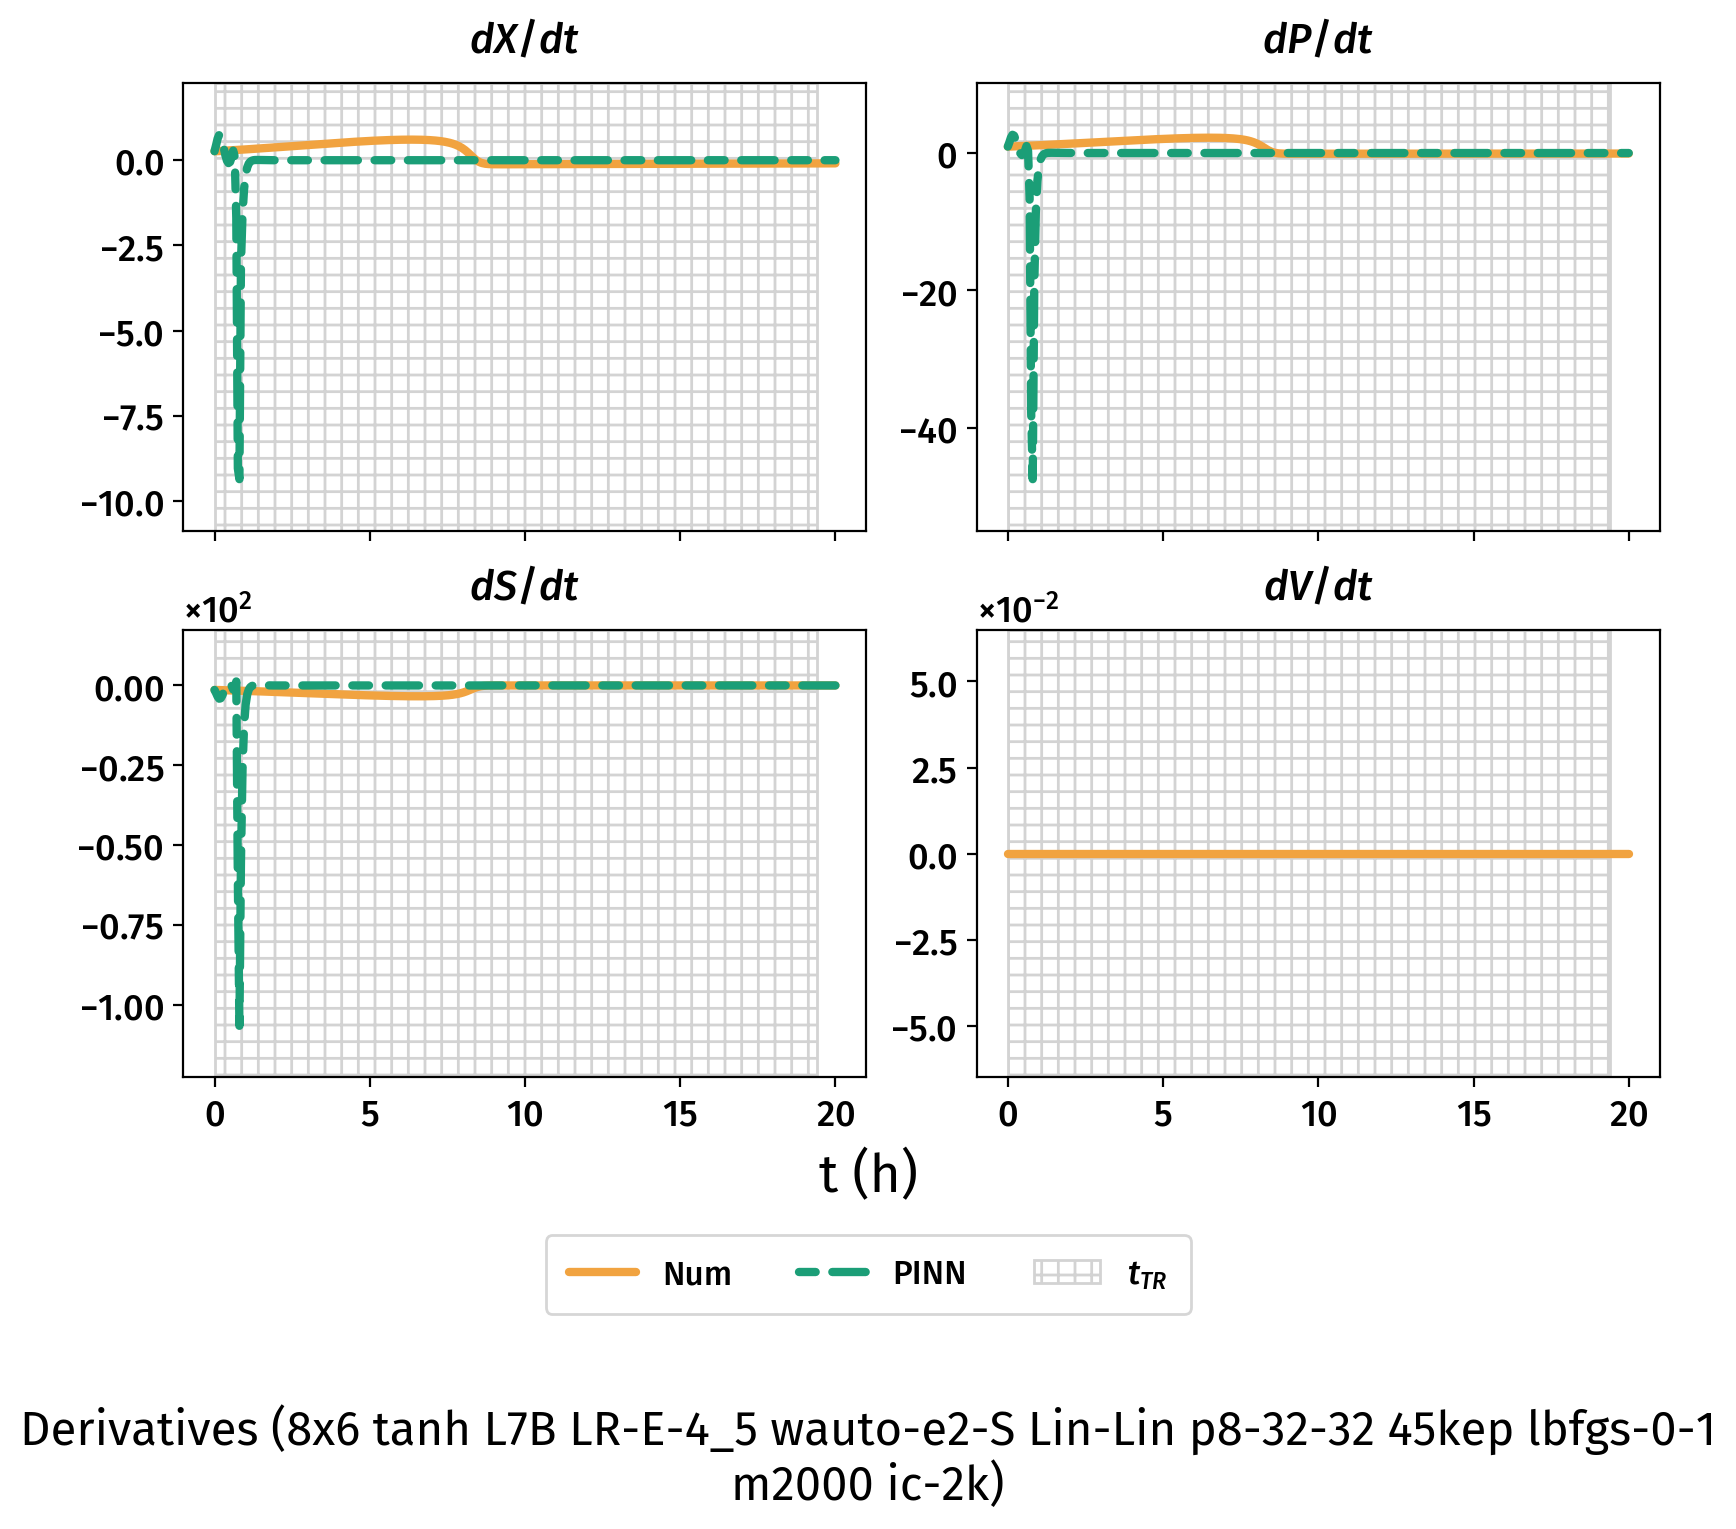 dX/dt
dP/dt
0.0
−2.5
−5.0
−7.5
−10.0
0
−20
−40
dS/dt
dV/dt
×10²
0.00
−0.25
−0.50
−0.75
−1.00
×10⁻²
5.0
2.5
0.0
−2.5
−5.0
0 5 10 15 20
0 5 10 15 20
t (h)
Num PINN t_TR
Derivatives (8x6 tanh L7B LR-E-4_5 wauto-e2-S Lin-Lin p8-32-32 45kep lbfgs-0-1
m2000 ic-2k)